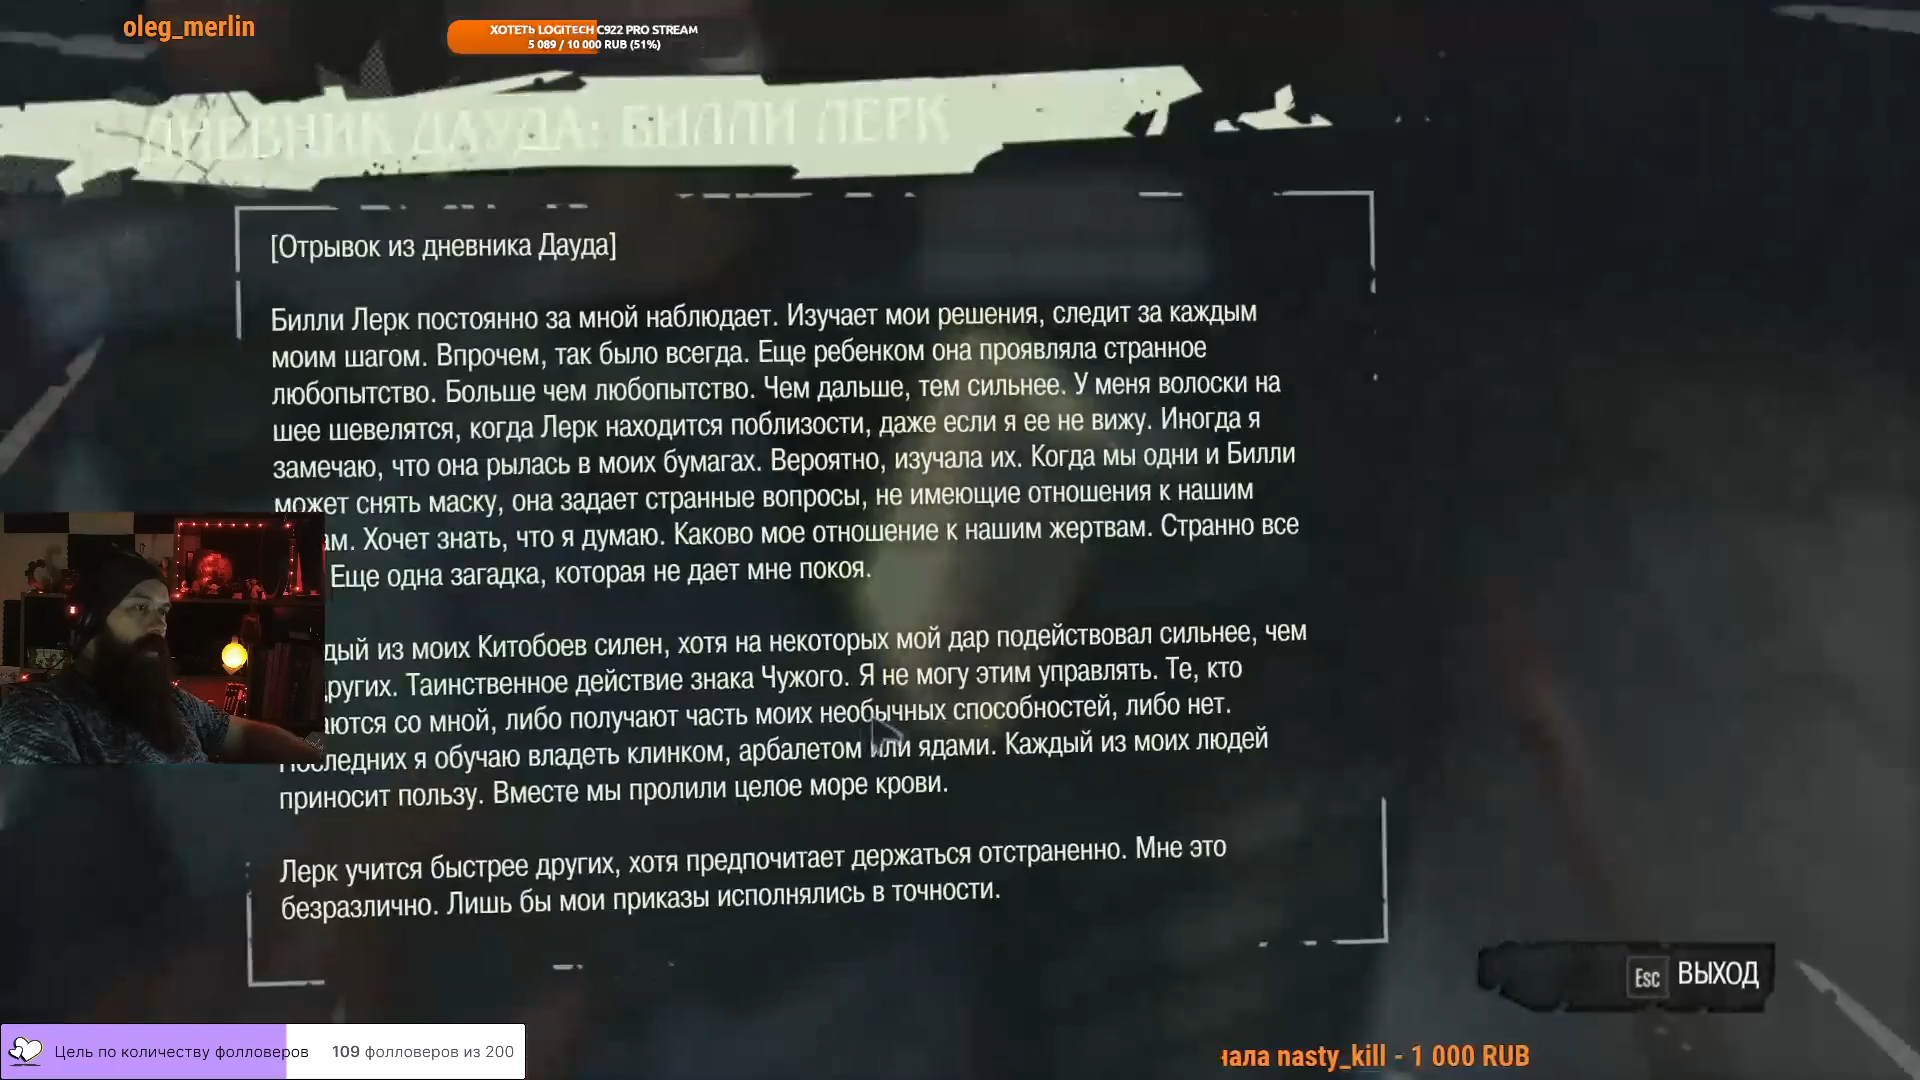 oleg_merlin
ХОТЕТЬ LOGITECH C922 PRO STREAM
5 089 / 10 000 RUB (51%)
ДНЕВНИК ДАУДА: БИЛЛИ ЛЕРК
[Отрывок из дневника Дауда]
Билли Лерк постоянно за мной наблюдает. Изучает мои решения, следит за каждым
моим шагом. Впрочем, так было всегда. Еще ребенком она проявляла странное
любопытство. Больше чем любопытство. Чем дальше, тем сильнее. У меня волоски на
шее шевелятся, когда Лерк находится поблизости, даже если я ее не вижу. Иногда я
замечаю, что она рылась в моих бумагах. Вероятно, изучала их. Когда мы одни и Билли
может снять маску, она задает странные вопросы, не имеющие отношения к нашим
ам. Хочет знать, что я думаю. Каково мое отношение к нашим жертвам. Странно все
Еще одна загадка, которая не дает мне покоя.
дый из моих Китобоев силен, хотя на некоторых мой дар подействовал сильнее, чем
других. Таинственное действие знака Чужого. Я не могу этим управлять. Те, кто
аются со мной, либо получают часть моих необычных способностей, либо нет.
Последних я обучаю владеть клинком, арбалетом или ядами. Каждый из моих людей
приносит пользу. Вместе мы пролили целое море крови.
Лерк учится быстрее других, хотя предпочитает держаться отстраненно. Мне это
безразлично. Лишь бы мои приказы исполнялись в точности.
Esc ВЫХОД
Цель по количеству фолловеров 109 фолловеров из 200
чала nasty_kill - 1 000 RUB